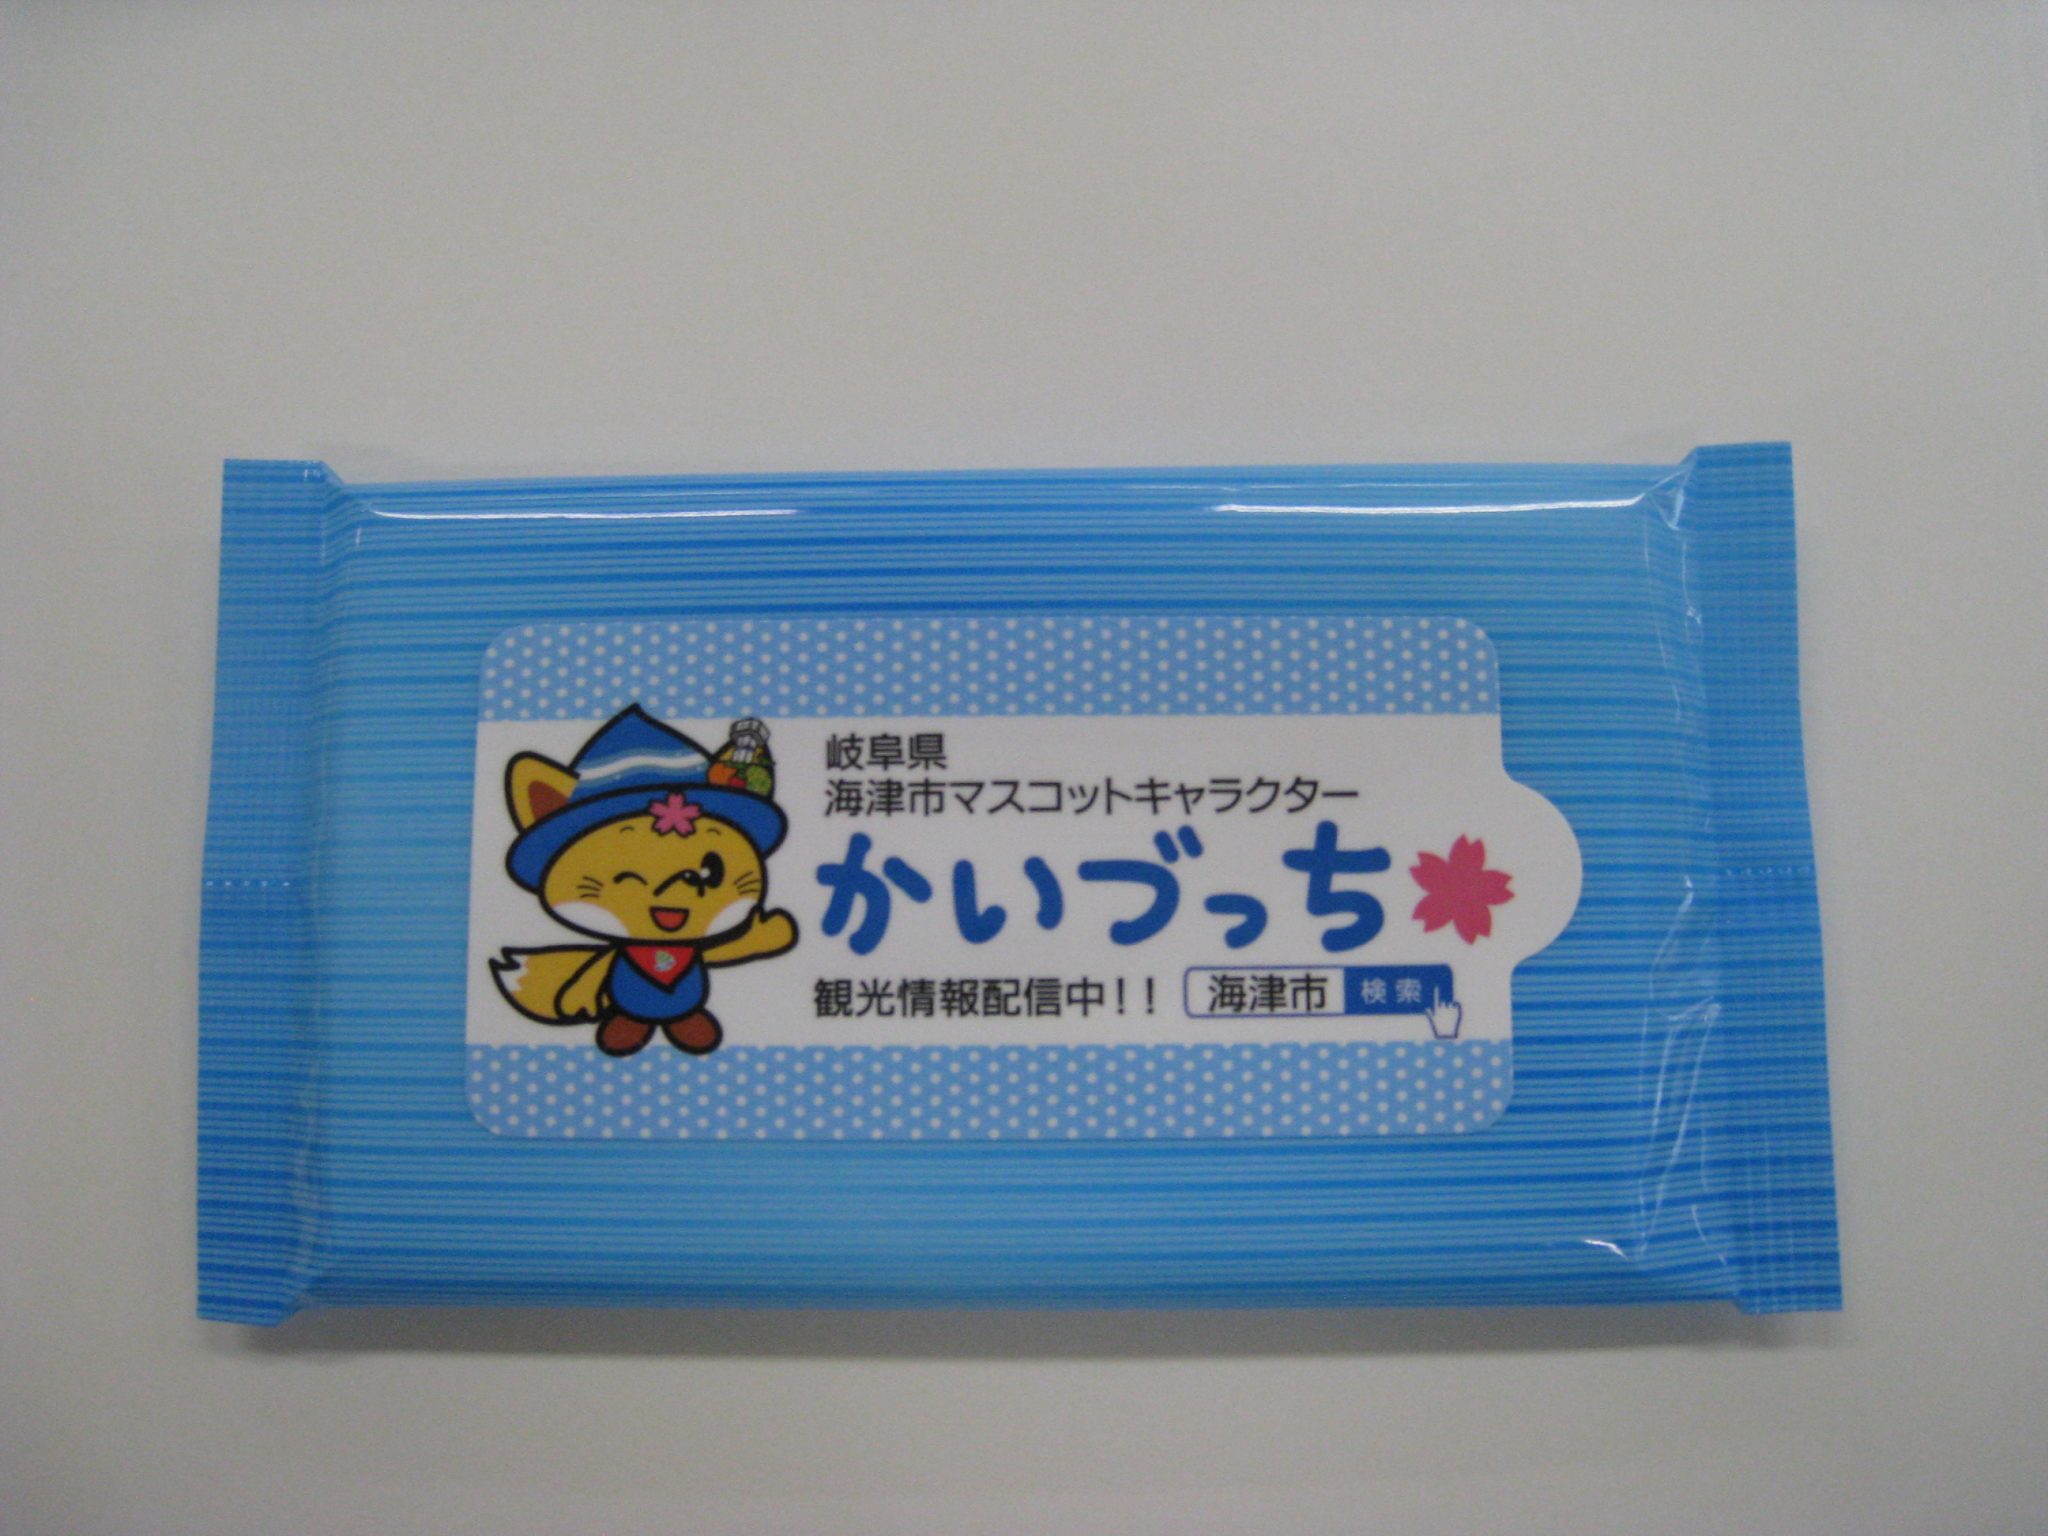 岐阜県
海津市マスコットキャラクター
かいづっち
観光情報配信中!! 海津市 検索